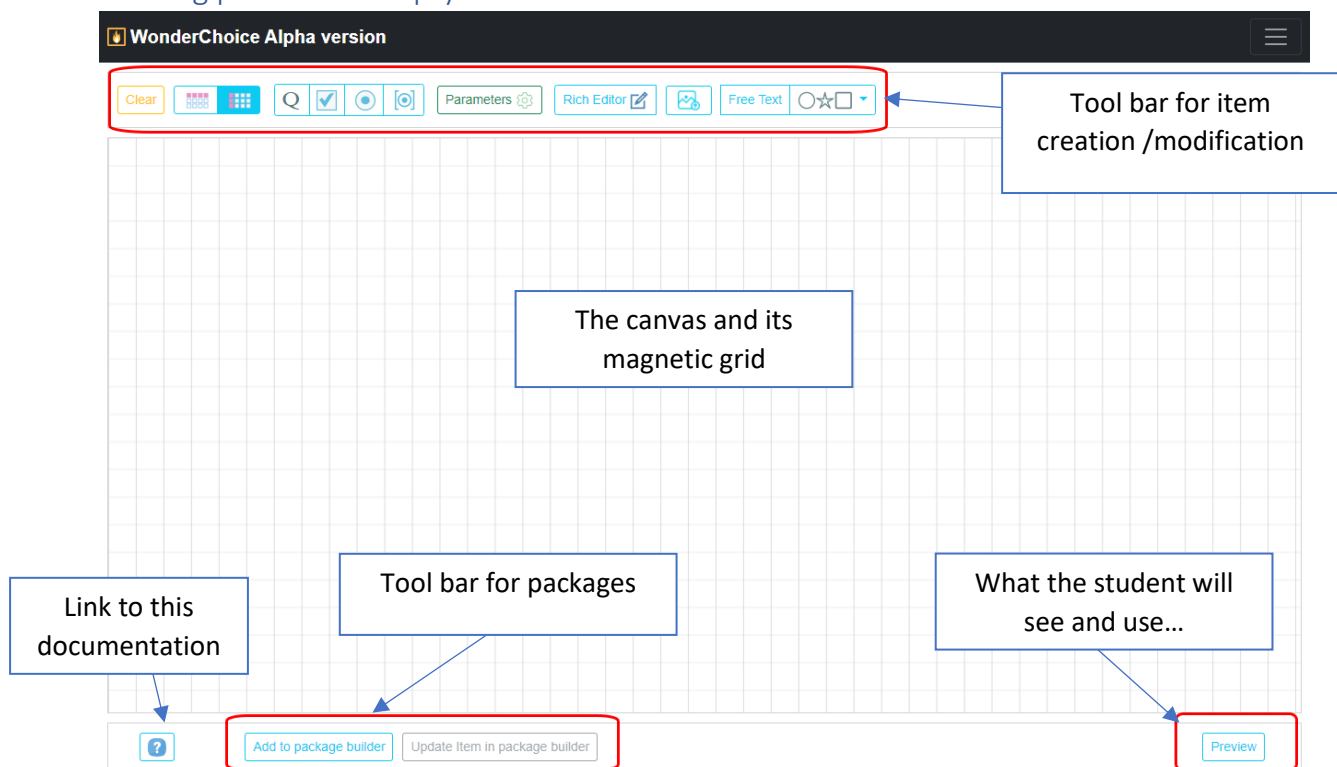 WonderChoice Alpha version
Clear
Q
Parameters
Rich Editor
Free Text
Tool bar for item
creation /modification
The canvas and its
magnetic grid
Tool bar for packages
What the student will
see and use…
Link to this
documentation
?
Add to package builder
Update Item in package builder
Preview